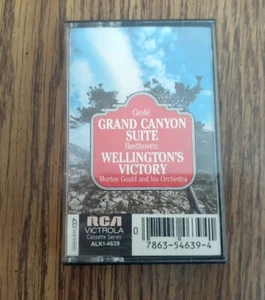 Grofé:
GRAND CANYON
SUITE
Beethoven:
WELLINGTON'S
VICTORY
Morton Gould and his Orchestra
RCA
VICTROLA
Cassette Series
ALK1-4639
0
7863-54639-4